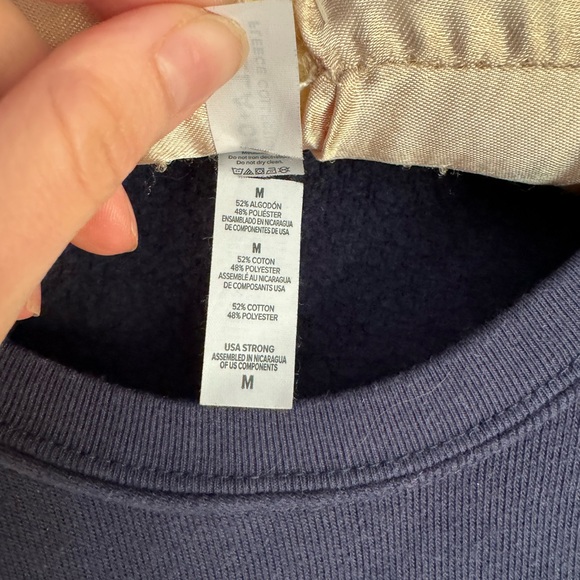 FLEECE CO
Do not iron decoration.
Do not dry clean.
M
52% ALGODÓN
48% POLIÉSTER
ENSAMBLADO EN NICARAGUA
DE COMPONENTES DE USA
M
52% COTON
48% POLYESTER
ASSEMBLÉ AU NICARAGUA
DE COMPOSANTS USA
52% COTTON
48% POLYESTER
USA STRONG
ASSEMBLED IN NICARAGUA
OF US COMPONENTS
M